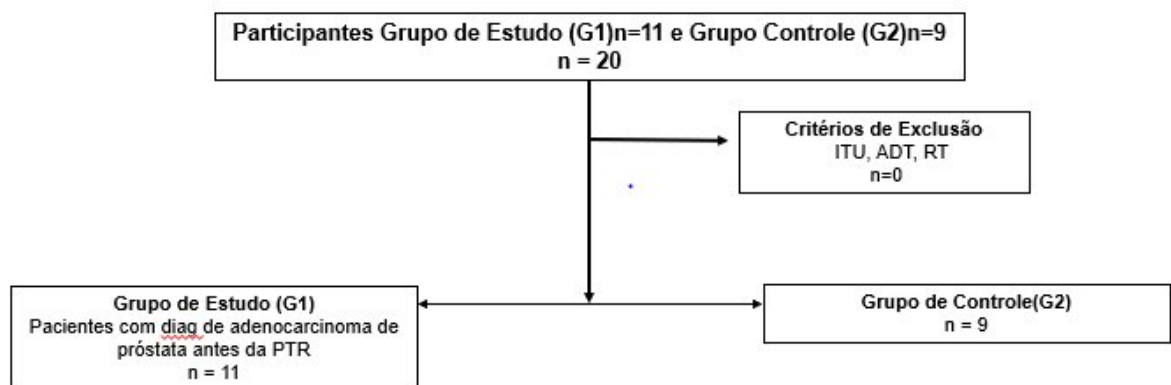 Participantes Grupo de Estudo (G1)n=11 e Grupo Controle (G2)n=9
n = 20
Critérios de Exclusão
ITU, ADT, RT
n=0
Grupo de Estudo (G1)
Pacientes com diag de adenocarcinoma de
próstata antes da PTR
n = 11
Grupo de Controle(G2)
n = 9